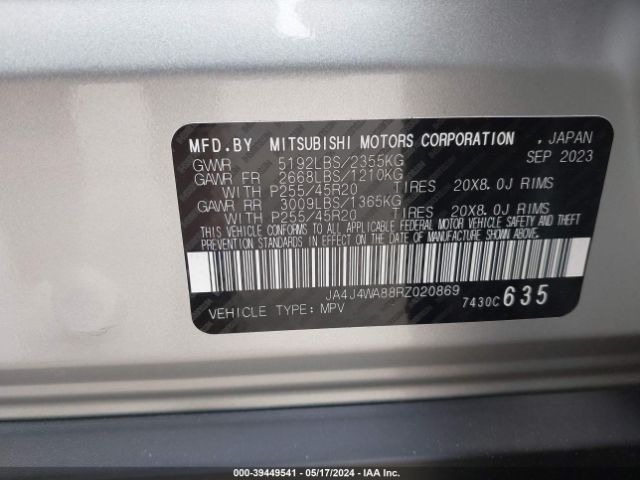 MFD.BY MITSUBISHI MOTORS CORPORATION , JAPAN
GVWR 5192LBS/2355KG SEP 2023
GAWR FR 2668LBS/1210KG
WITH P255/45R20 TIRES 20X8.0J RIMS
GAWR RR 3009LBS/1365KG
WITH P255/45R20 TIRES 20X8.0J RIMS
THIS VEHICLE CONFORMS TO ALL APPLICABLE FEDERAL MOTOR VEHICLE SAFETY AND THEFT
PREVENTION STANDARDS IN EFFECT ON THE DATE OF MANUFACTURE SHOWN ABOVE.
JA4J4WA88RZ020869
VEHICLE TYPE: MPV 7430C 635
000-39449541 - 05/17/2024 - IAA Inc.